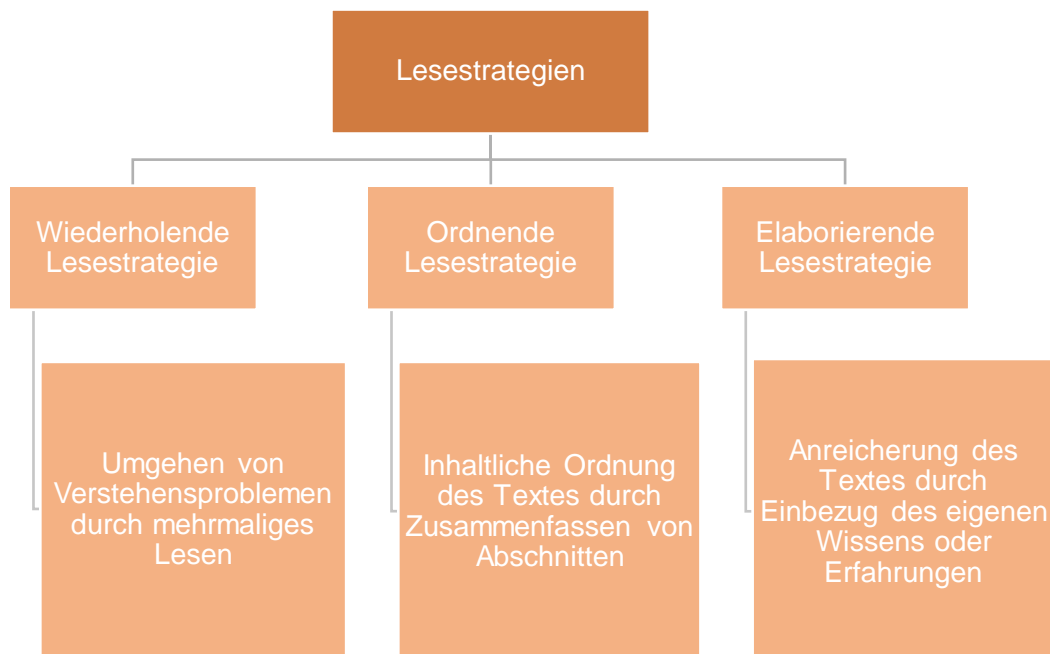 Lesestrategien
Wiederholende
Lesestrategie
Ordnende
Lesestrategie
Elaborierende
Lesestrategie
Umgehen von
Verstehensproblemen
durch mehrmaliges
Lesen
Inhaltliche Ordnung
des Textes durch
Zusammenfassen von
Abschnitten
Anreicherung des
Textes durch
Einbezug des eigenen
Wissens oder
Erfahrungen